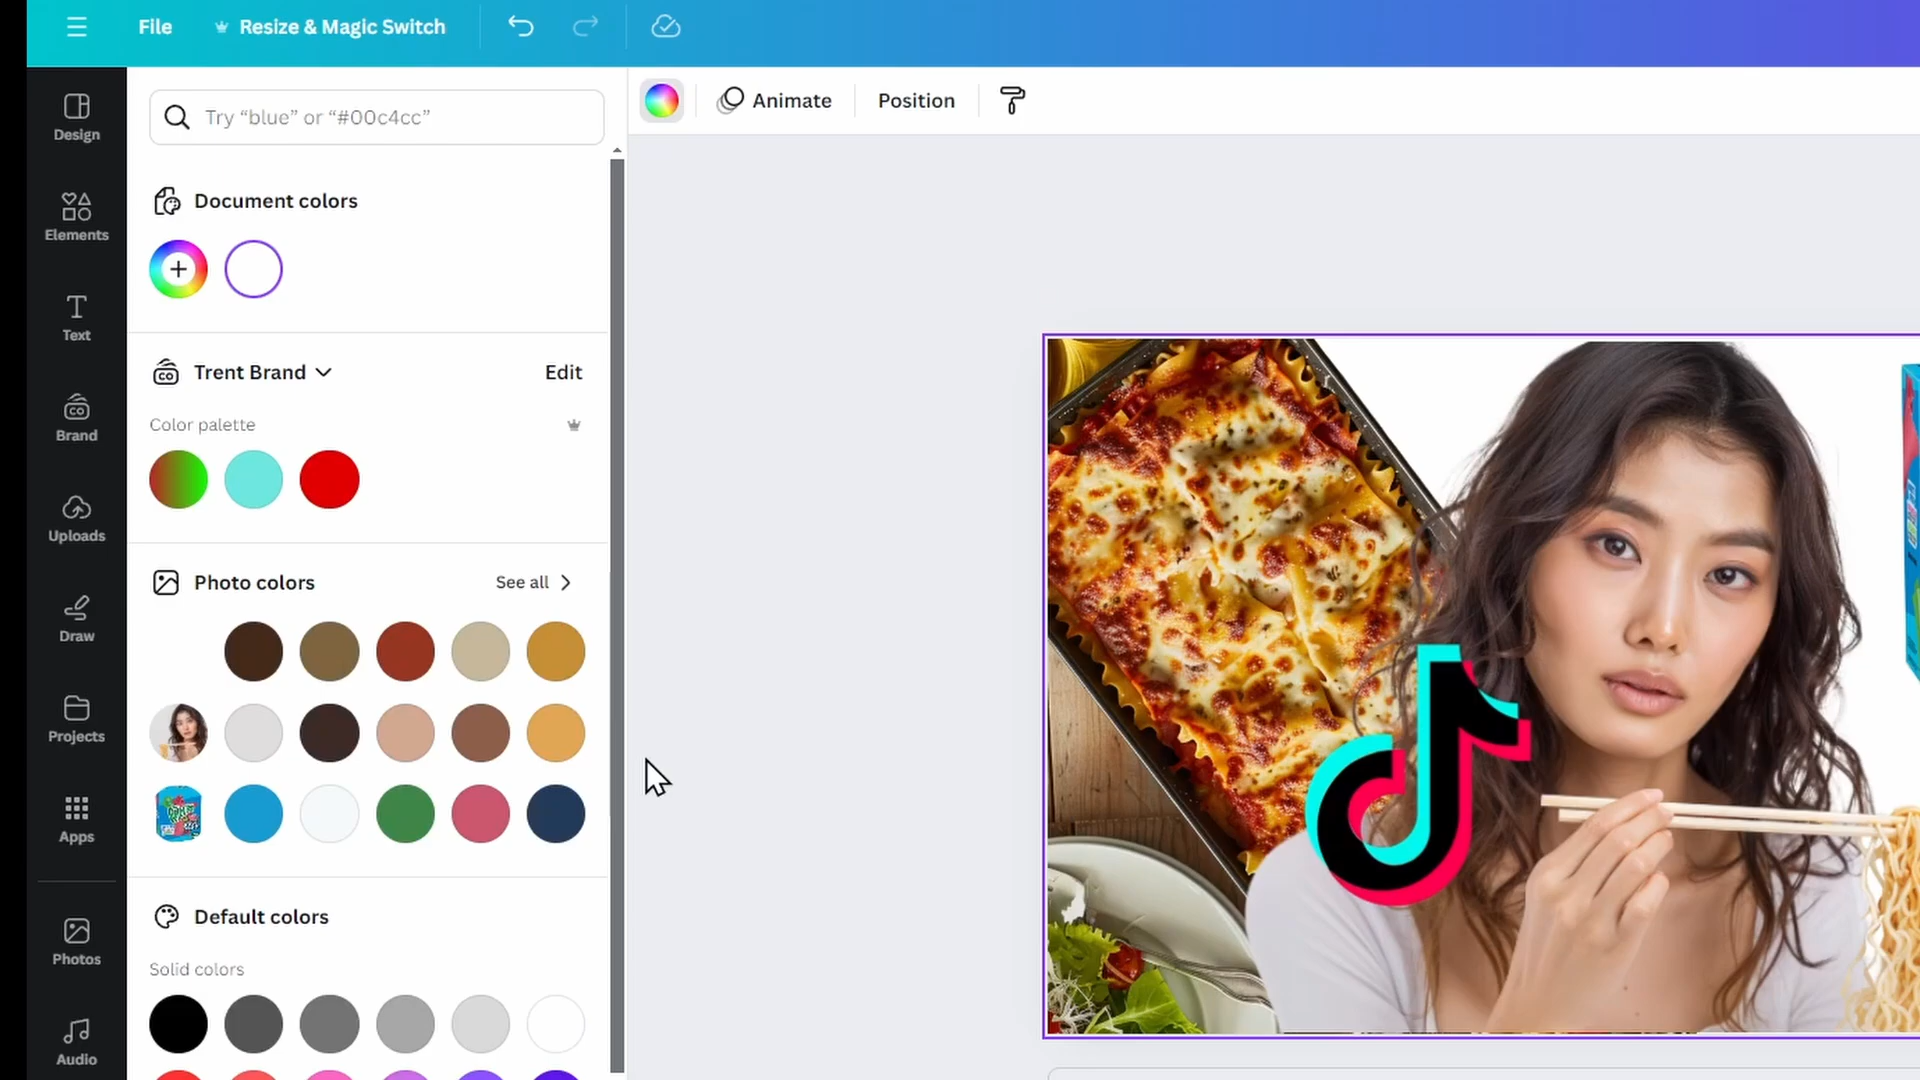 File
Resize & Magic Switch
Animate
Position
Try “blue” or “#00c4cc”
Design
Elements
Text
Brand
Uploads
Draw
Projects
Apps
Photos
Audio
Document colors
Trent Brand
Edit
Color palette
Photo colors
See all
Default colors
Solid colors